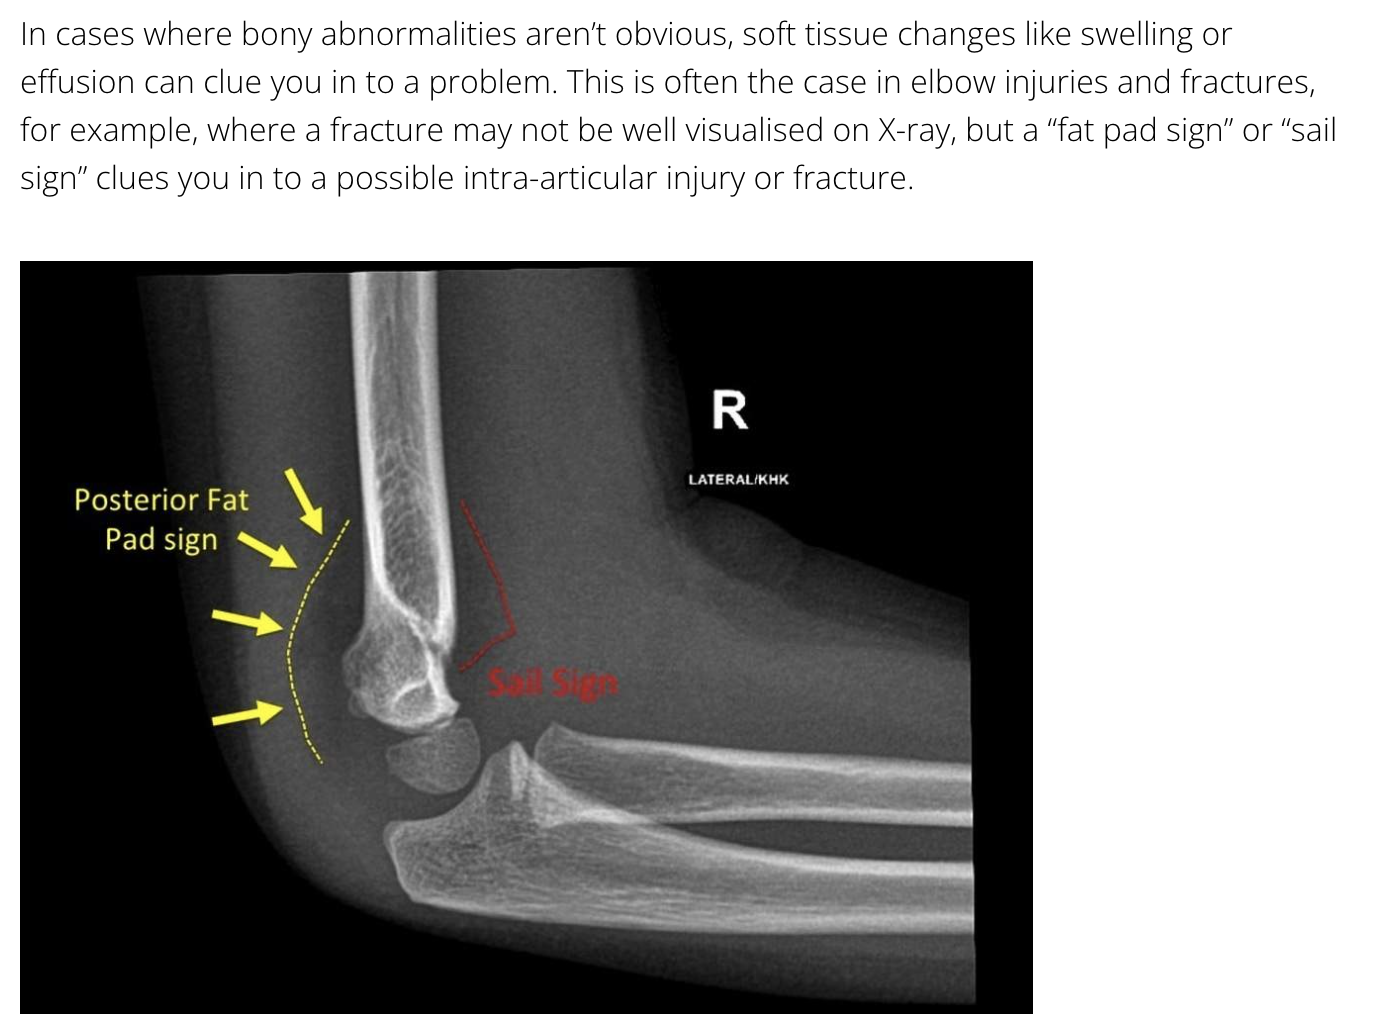 In cases where bony abnormalities aren’t obvious, soft tissue changes like swelling or
effusion can clue you in to a problem. This is often the case in elbow injuries and fractures,
for example, where a fracture may not be well visualised on X-ray, but a “fat pad sign” or “sail
sign” clues you in to a possible intra-articular injury or fracture.
R
LATERAL/KHK
Posterior Fat
Pad sign
Sail Sign